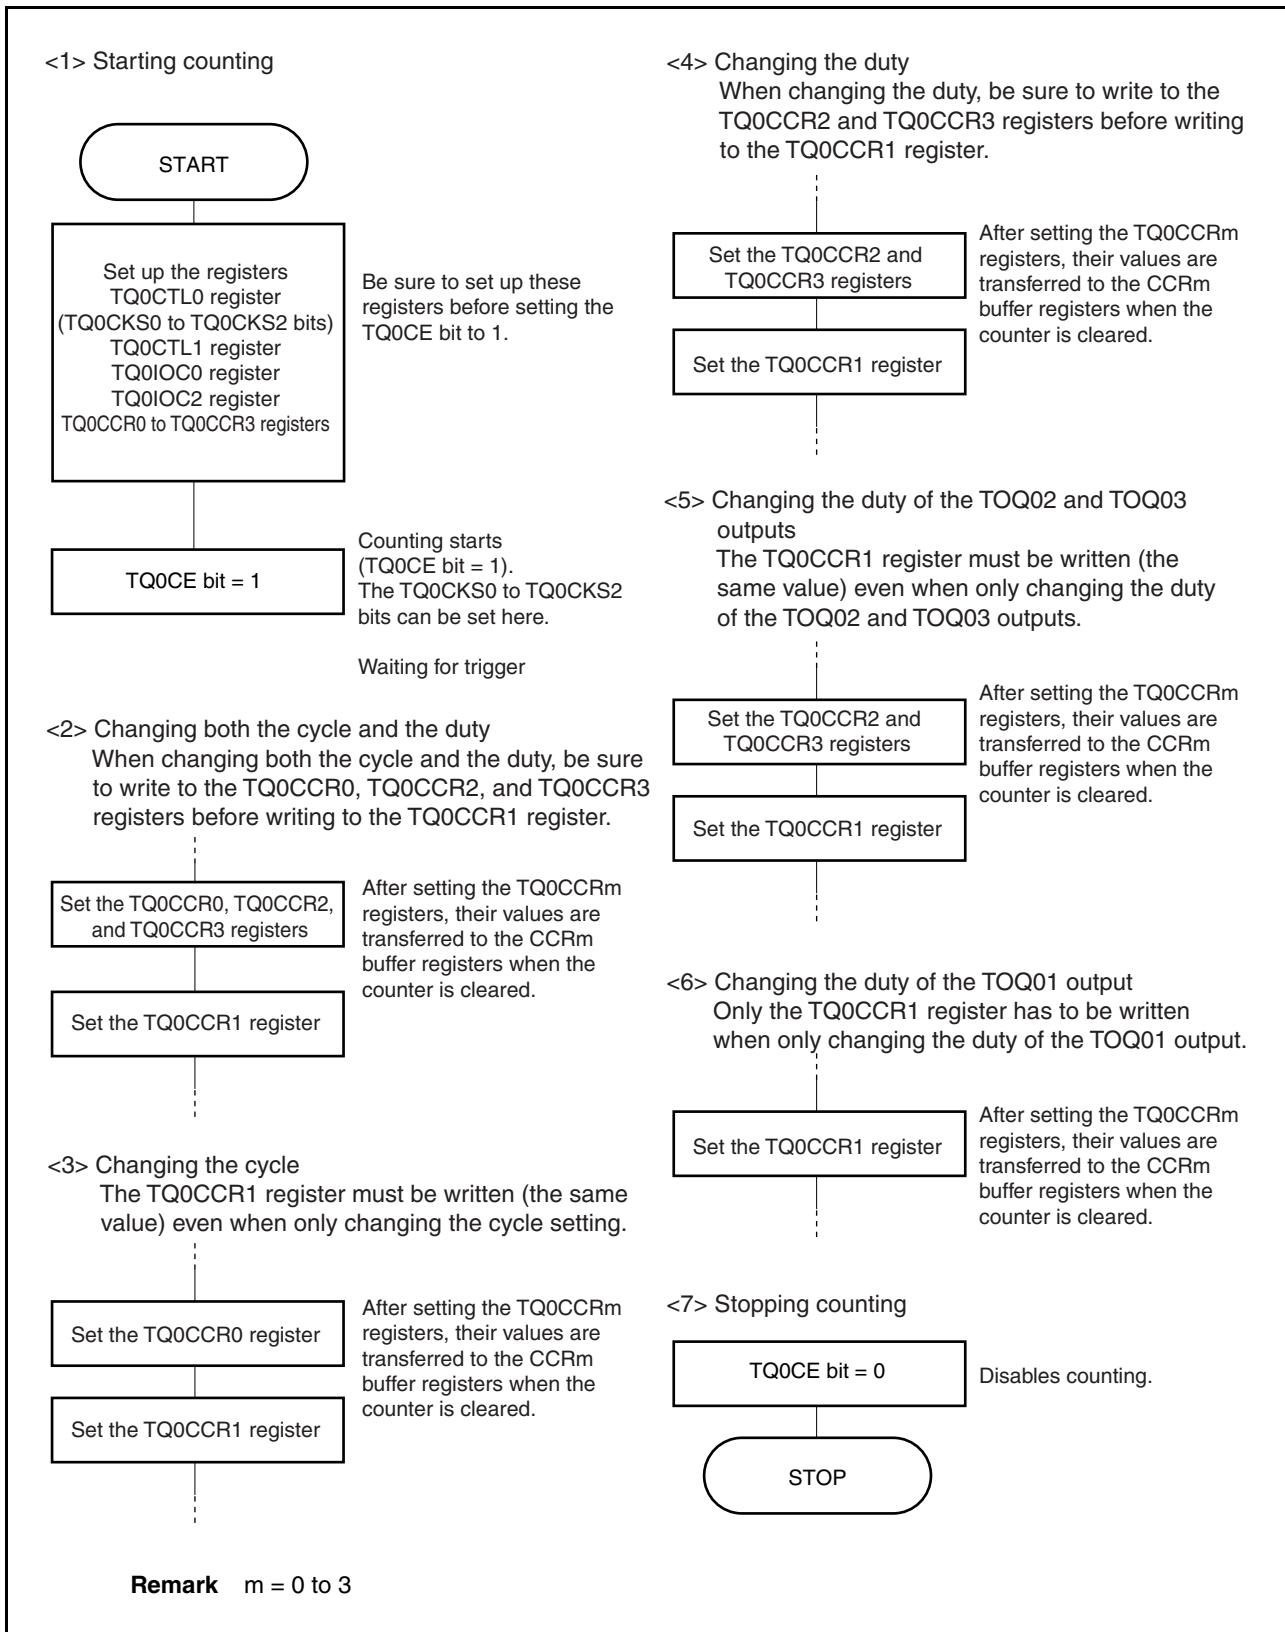 <1> Starting counting
START
Set up the registers
TQ0CTL0 register
(TQ0CKS0 to TQ0CKS2 bits)
TQ0CTL1 register
TQ0IOC0 register
TQ0IOC2 register
TQ0CCR0 to TQ0CCR3 registers
Be sure to set up these
registers before setting the
TQ0CE bit to 1.
TQ0CE bit = 1
Counting starts
(TQ0CE bit = 1).
The TQ0CKS0 to TQ0CKS2
bits can be set here.
Waiting for trigger
<2> Changing both the cycle and the duty
When changing both the cycle and the duty, be sure
to write to the TQ0CCR0, TQ0CCR2, and TQ0CCR3
registers before writing to the TQ0CCR1 register.
Set the TQ0CCR0, TQ0CCR2,
and TQ0CCR3 registers
After setting the TQ0CCRm
registers, their values are
transferred to the CCRm
buffer registers when the
counter is cleared.
Set the TQ0CCR1 register
<3> Changing the cycle
The TQ0CCR1 register must be written (the same
value) even when only changing the cycle setting.
Set the TQ0CCR0 register
After setting the TQ0CCRm
registers, their values are
transferred to the CCRm
buffer registers when the
counter is cleared.
Set the TQ0CCR1 register
<4> Changing the duty
When changing the duty, be sure to write to the
TQ0CCR2 and TQ0CCR3 registers before writing
to the TQ0CCR1 register.
Set the TQ0CCR2 and
TQ0CCR3 registers
After setting the TQ0CCRm
registers, their values are
transferred to the CCRm
buffer registers when the
counter is cleared.
Set the TQ0CCR1 register
<5> Changing the duty of the TOQ02 and TOQ03
outputs
The TQ0CCR1 register must be written (the
same value) even when only changing the duty
of the TOQ02 and TOQ03 outputs.
Set the TQ0CCR2 and
TQ0CCR3 registers
After setting the TQ0CCRm
registers, their values are
transferred to the CCRm
buffer registers when the
counter is cleared.
Set the TQ0CCR1 register
<6> Changing the duty of the TOQ01 output
Only the TQ0CCR1 register has to be written
when only changing the duty of the TOQ01 output.
Set the TQ0CCR1 register
After setting the TQ0CCRm
registers, their values are
transferred to the CCRm
buffer registers when the
counter is cleared.
<7> Stopping counting
TQ0CE bit = 0
Disables counting.
STOP
Remark m = 0 to 3